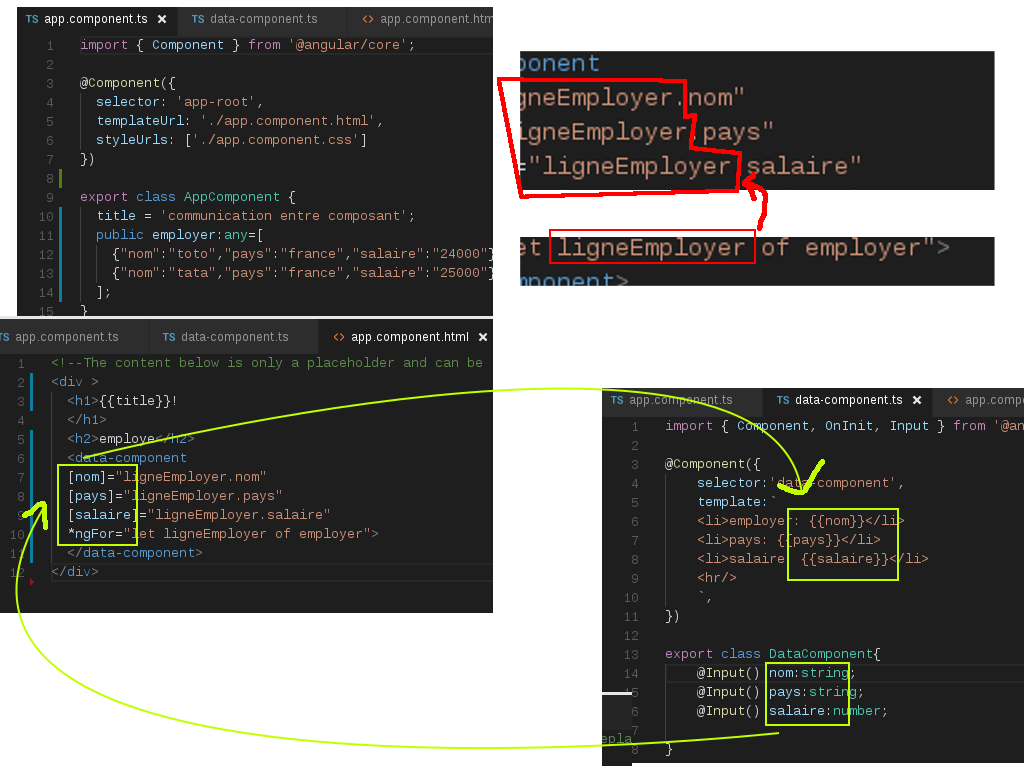 TS app.component.ts × TS data-component.ts <> app.component.htm
1 import { Component } from '@angular/core';
2
3 @Component({
4 selector: 'app-root',
5 templateUrl: './app.component.html',
6 styleUrls: ['./app.component.css']
7 })
8
9 export class AppComponent {
10 title = 'communication entre composant';
11 public employer:any=[
12 {"nom":"toto","pays":"france","salaire":"24000"}
13 {"nom":"tata","pays":"france","salaire":"25000"}
14 ];
15 }
ponent
gneEmployer.nom"
igneEmployer.pays"
="ligneEmployer.salaire"
et ligneEmployer of employer">
mponent>
TS app.component.ts TS data-component.ts <> app.component.html ×
1 <!--The content below is only a placeholder and can be
2 <div >
3 <h1>{{title}}!
4 </h1>
5 <h2>employe</h2>
6 <data-component
7 [nom]="ligneEmployer.nom"
8 [pays]="ligneEmployer.pays"
9 [salaire]="ligneEmployer.salaire"
10 *ngFor="let ligneEmployer of employer">
11 </data-component>
12 </div>
TS app.component.ts TS data-component.ts × <> app.compo
1 import { Component, OnInit, Input } from '@an
2
3 @Component({
4 selector:'data-component',
5 template:`
6 <li>employer: {{nom}}</li>
7 <li>pays: {{pays}}</li>
8 <li>salaire: {{salaire}}</li>
9 <hr/>
10 `,
11 })
12
13 export class DataComponent{
14 @Input() nom:string;
15 @Input() pays:string;
6 @Input() salaire:number;
7
epla
8 }